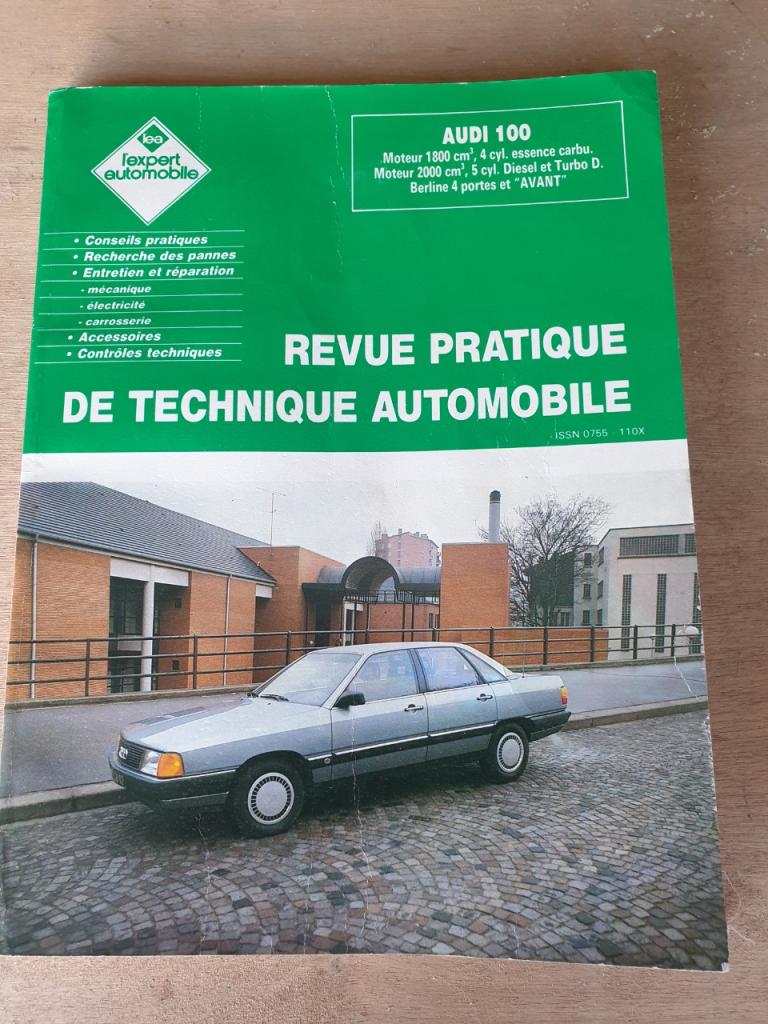 lea
l'expert
automobile
AUDI 100
Moteur 1800 cm³, 4 cyl. essence carbu.
Moteur 2000 cm³, 5 cyl. Diesel et Turbo D.
Berline 4 portes et "AVANT"
• Conseils pratiques
• Recherche des pannes
• Entretien et réparation
- mécanique
- électricité
- carrosserie
• Accessoires
• Contrôles techniques
REVUE PRATIQUE
DE TECHNIQUE AUTOMOBILE
ISSN 0755 - 110X